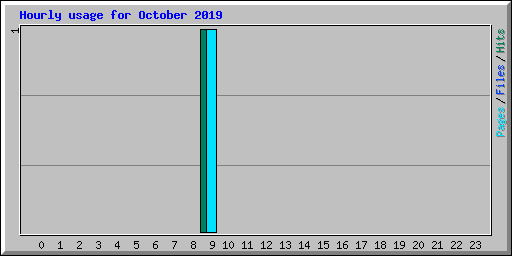 Hourly usage for October 2019
1
Pages/Files/Hits
0 1 2 3 4 5 6 7 8 9 10 11 12 13 14 15 16 17 18 19 20 21 22 23